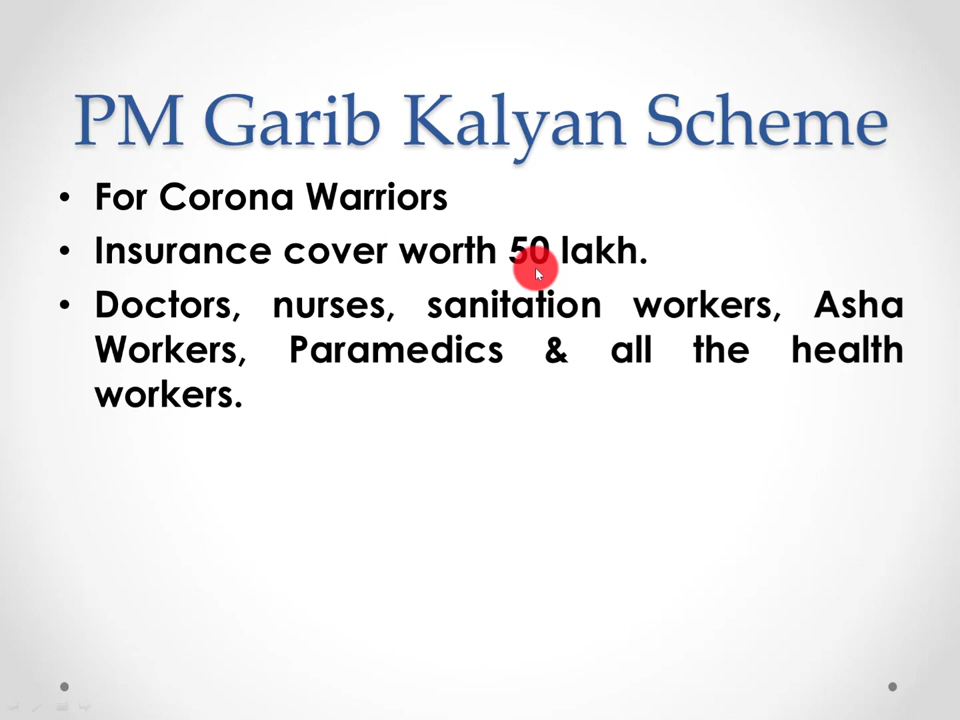 PM Garib Kalyan Scheme
• For Corona Warriors
• Insurance cover worth 50 lakh.
• Doctors, nurses, sanitation workers, Asha
Workers, Paramedics & all the health
workers.